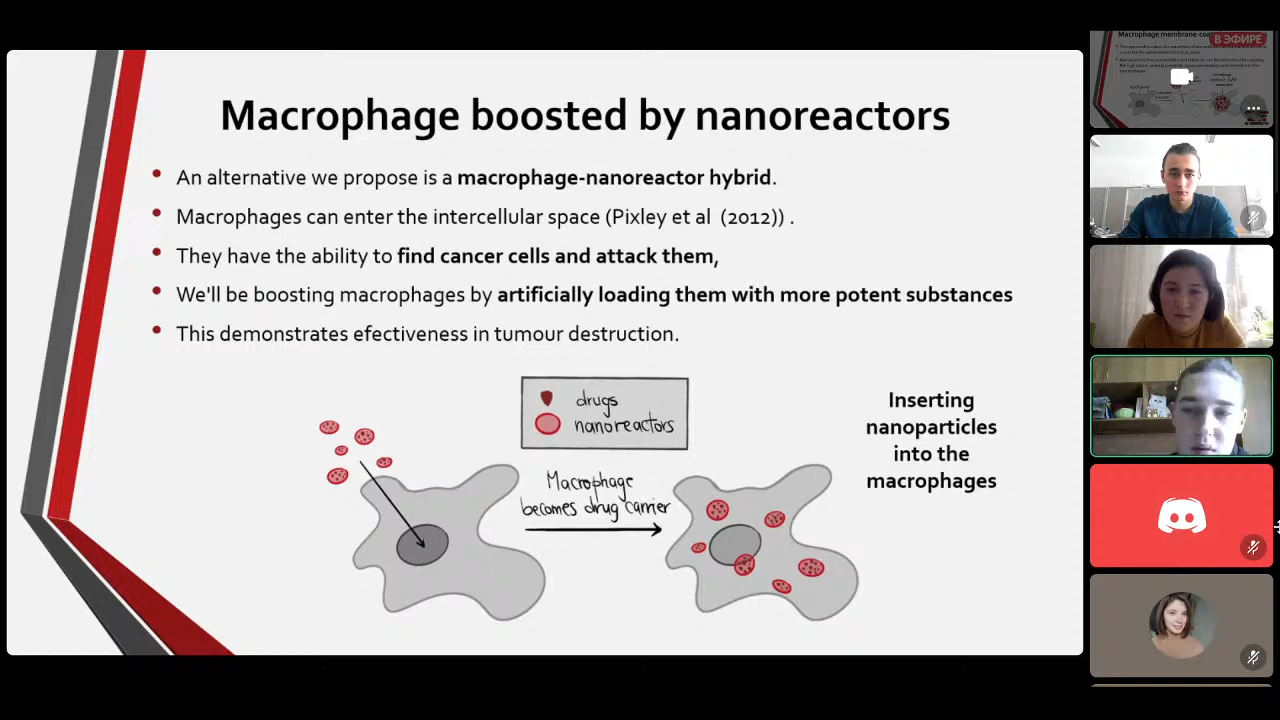 Macrophage boosted by nanoreactors
• An alternative we propose is a macrophage-nanoreactor hybrid.
• Macrophages can enter the intercellular space (Pixley et al (2012)) .
• They have the ability to find cancer cells and attack them,
• We'll be boosting macrophages by artificially loading them with more potent substances
• This demonstrates efectiveness in tumour destruction.
drugs
nanoreactors
Macrophage
becomes drug carrier
Inserting
nanoparticles
into the
macrophages
Macrophage membrane-coa
В ЭФИРЕ